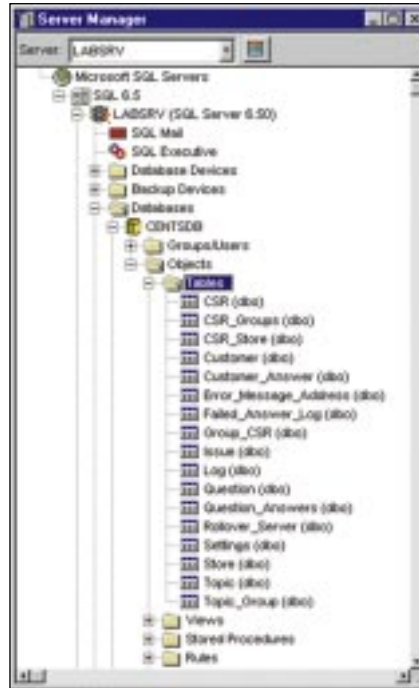 Server Manager
Server: LABSRV
Microsoft SQL Servers
SQL 6.5
LABSRV (SQL Server 6.50)
SQL Mail
SQL Executive
Database Devices
Backup Devices
Databases
CENTSDB
Groups/Users
Objects
Tables
CSR (dbo)
CSR_Groups (dbo)
CSR_Store (dbo)
Customer (dbo)
Customer_Answer (dbo)
Error_Message_Address (dbo)
Failed_Answer_Log (dbo)
Group_CSR (dbo)
Issue (dbo)
Log (dbo)
Question (dbo)
Question_Answers (dbo)
Rollover_Server (dbo)
Settings (dbo)
Store (dbo)
Topic (dbo)
Topic_Group (dbo)
Views
Stored Procedures
Rules